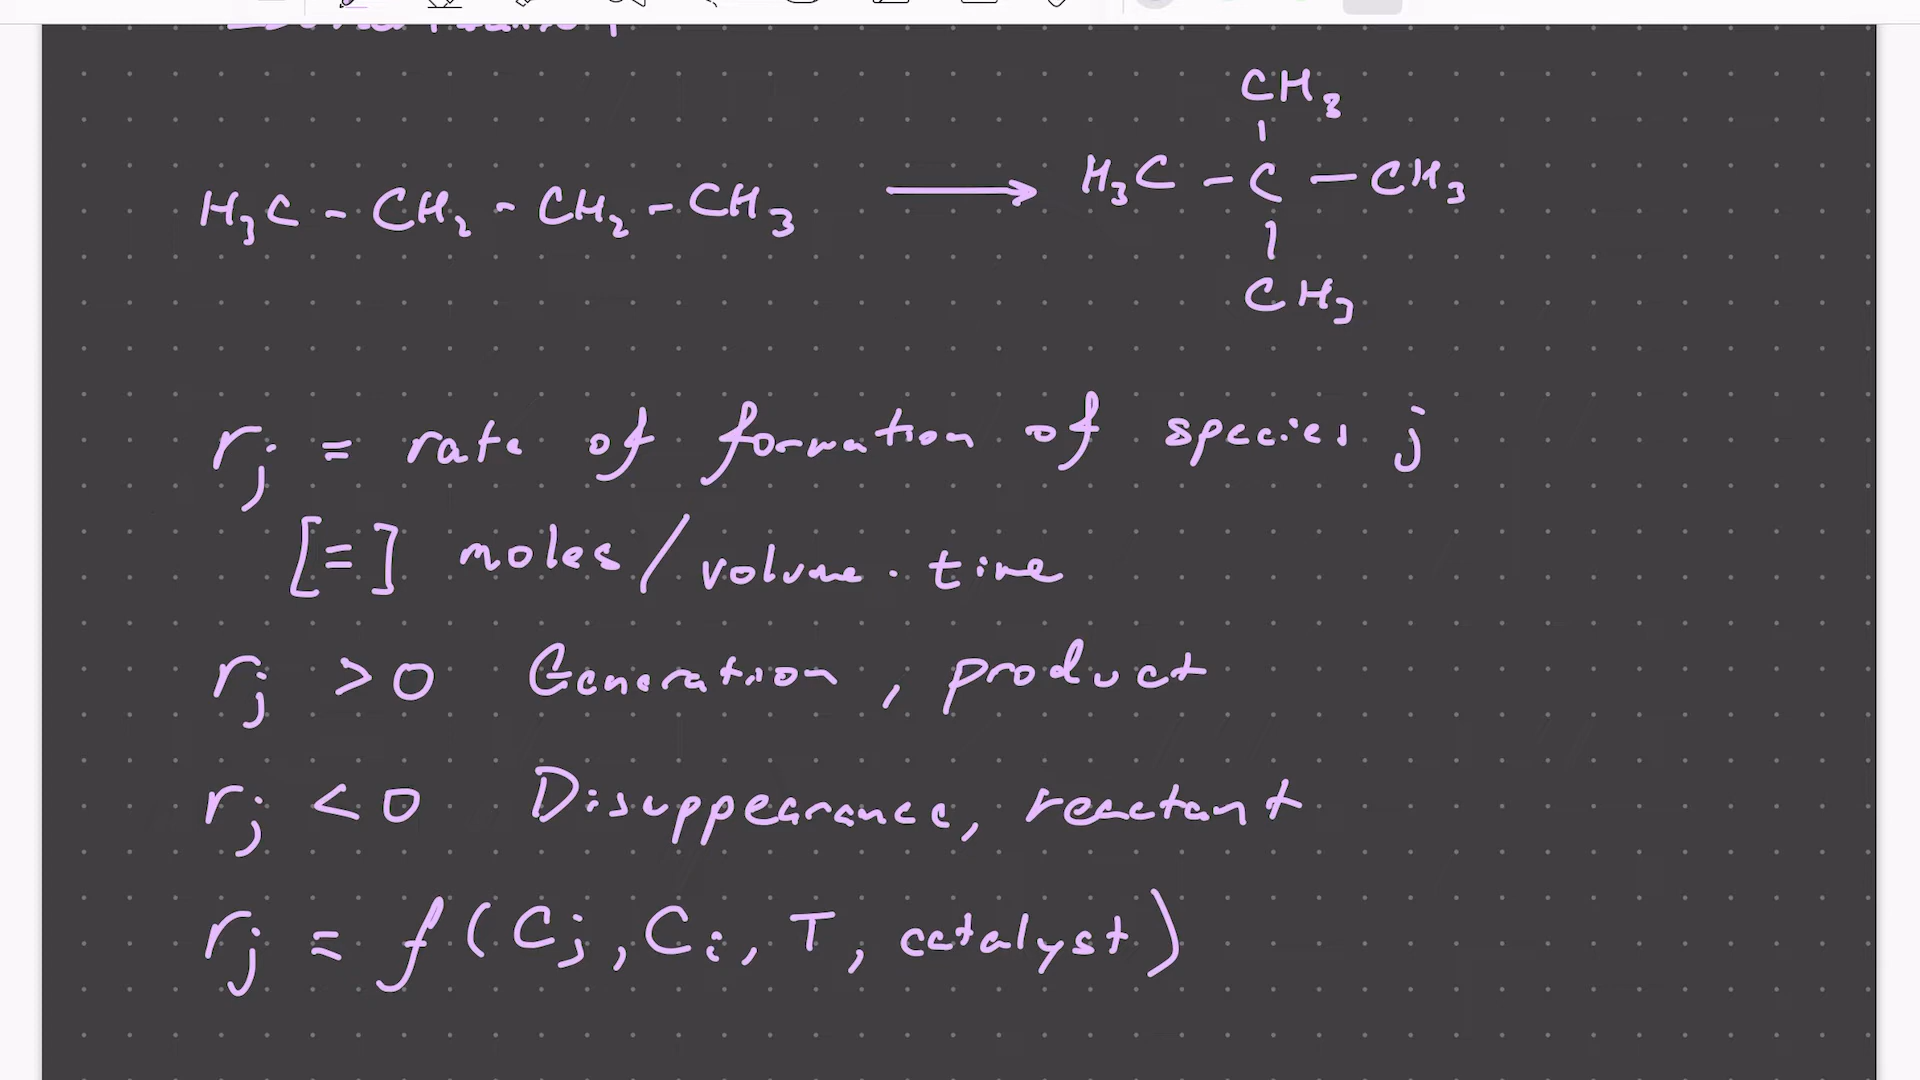 CH₃
H₃C - CH₂ - CH₂ - CH₃ ⟶ H₃C - C - CH₃
CH₃
rⱼ = rate of formation of species j
[=] moles/volume · time
rⱼ > 0 Generation, product
rⱼ < 0 Disappearance, reactant
rⱼ = f(Cⱼ, Cᵢ, T, catalyst)